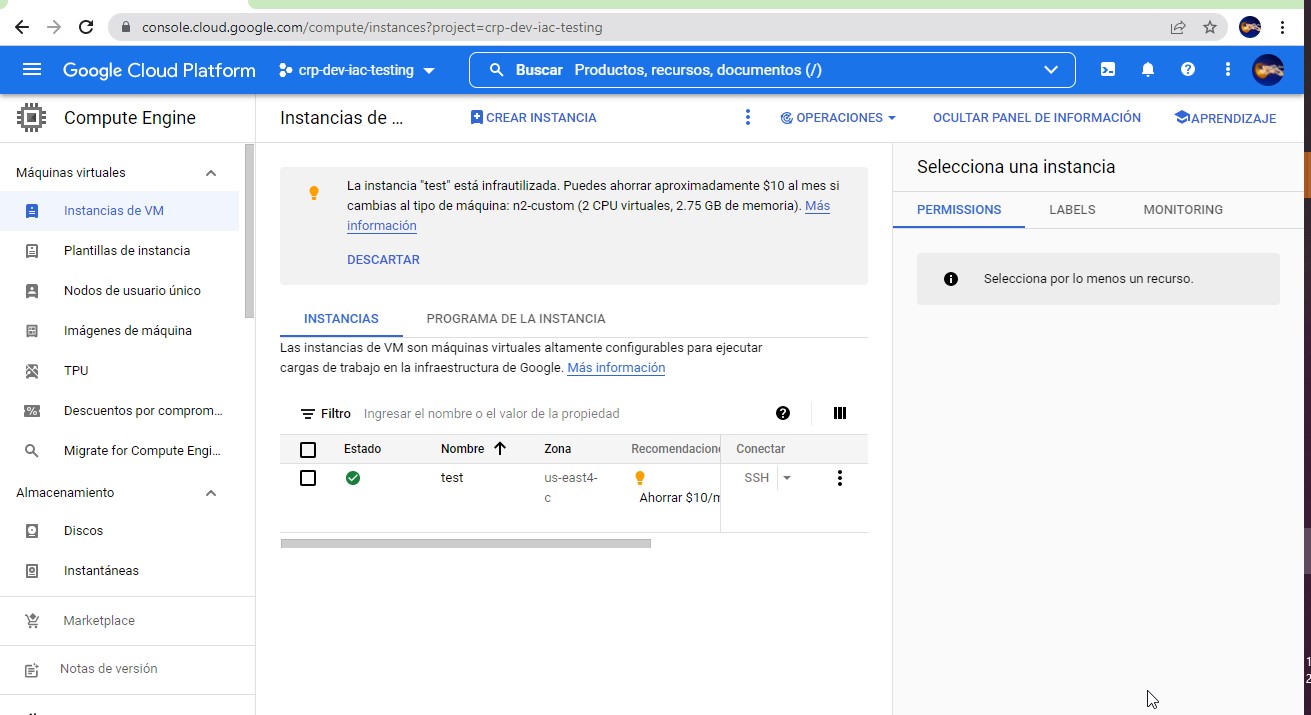 console.cloud.google.com/compute/instances?project=crp-dev-iac-testing
Google Cloud Platform
crp-dev-iac-testing
Buscar Productos, recursos, documentos (/)
Compute Engine
Instancias de ...
CREAR INSTANCIA
OPERACIONES
OCULTAR PANEL DE INFORMACIÓN
APRENDIZAJE
Máquinas virtuales
Instancias de VM
Plantillas de instancia
Nodos de usuario único
Imágenes de máquina
TPU
Descuentos por comprom...
Migrate for Compute Engi...
Almacenamiento
Discos
Instantáneas
Marketplace
Notas de versión
La instancia "test" está infrautilizada. Puedes ahorrar aproximadamente $10 al mes si
cambias al tipo de máquina: n2-custom (2 CPU virtuales, 2.75 GB de memoria). Más
información
DESCARTAR
INSTANCIAS
PROGRAMA DE LA INSTANCIA
Las instancias de VM son máquinas virtuales altamente configurables para ejecutar
cargas de trabajo en la infraestructura de Google. Más información
Filtro Ingresar el nombre o el valor de la propiedad
Estado Nombre Zona Recomendacione Conectar
test us-east4- SSH
c Ahorrar $10/m
Selecciona una instancia
PERMISSIONS LABELS MONITORING
Selecciona por lo menos un recurso.